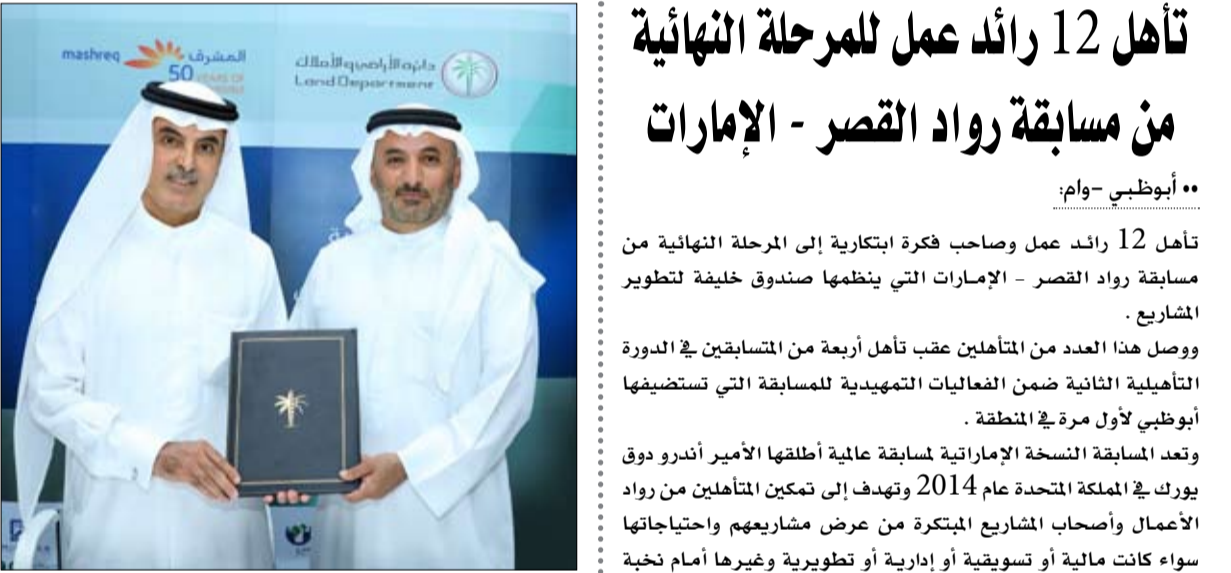 تأهل 12 رائد عمل للمرحلة النهائية
من مسابقة رواد القصر - الإمارات
•• أبوظبي -وام:
تأهل 12 رائد عمل وصاحب فكرة ابتكارية إلى المرحلة النهائية من
مسابقة رواد القصر - الإمارات التي ينظمها صندوق خليفة لتطوير
المشاريع .
ووصل هذا العدد من المتأهلين عقب تأهل أربعة من المتسابقين في الدورة
التأهيلية الثانية ضمن الفعاليات التمهيدية للمسابقة التي تستضيفها
أبوظبي لأول مرة في المنطقة .
وتعد المسابقة النسخة الإماراتية لمسابقة عالمية أطلقها الأمير أندرو دوق
يورك في المملكة المتحدة عام 2014 وتهدف إلى تمكين المتأهلين من رواد
الأعمال وأصحاب المشاريع المبتكرة من عرض مشاريعهم واحتياجاتها
سواء كانت مالية أو تسويقية أو إدارية أو تطويرية وغيرها أمام نخبة
دائرة الأراضي والأملاك
Land Department
mashreq المشرق
50 YEARS OF